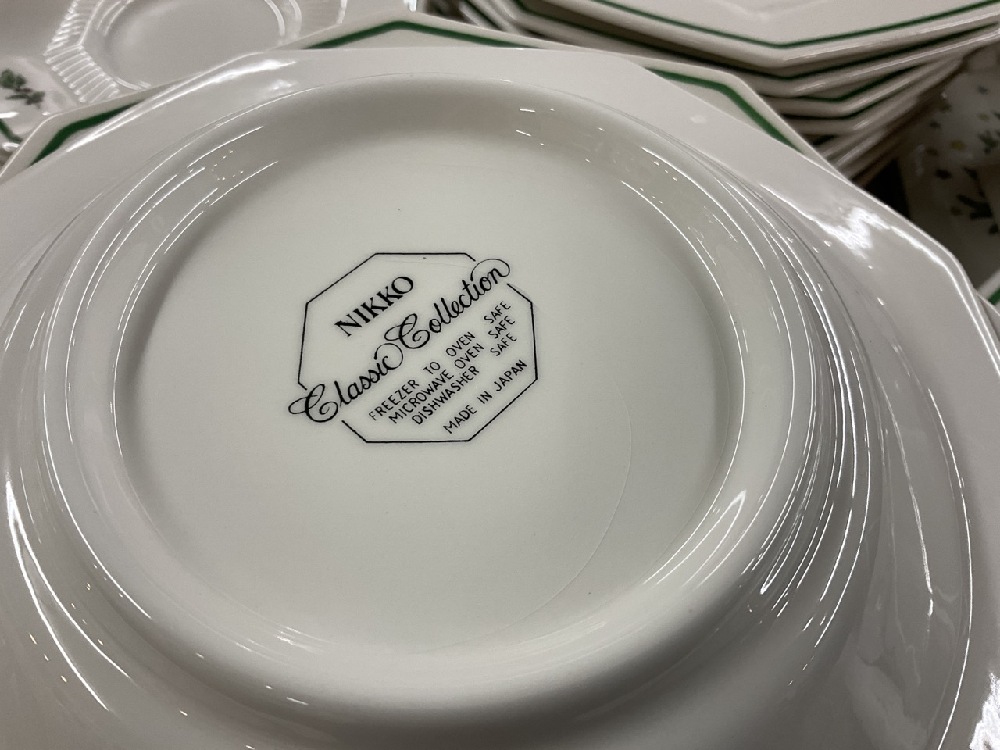 NIKKO
Classic Collection
FREEZER TO OVEN SAFE
MICROWAVE OVEN SAFE
DISHWASHER SAFE
MADE IN JAPAN